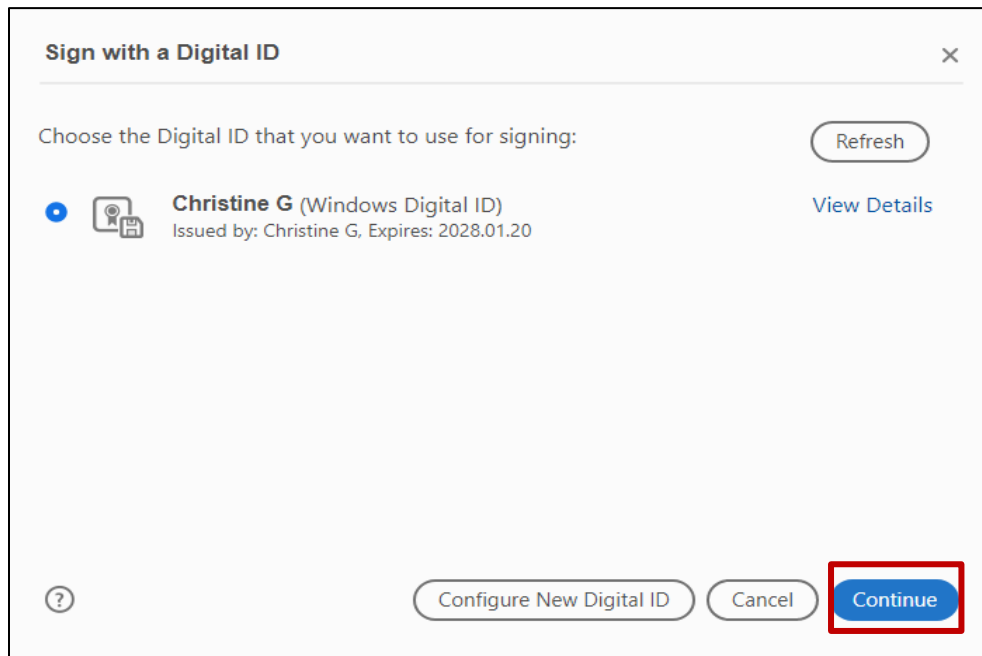 Sign with a Digital ID
Choose the Digital ID that you want to use for signing:
Refresh
Christine G (Windows Digital ID)
View Details
Issued by: Christine G, Expires: 2028.01.20
?
Configure New Digital ID
Cancel
Continue